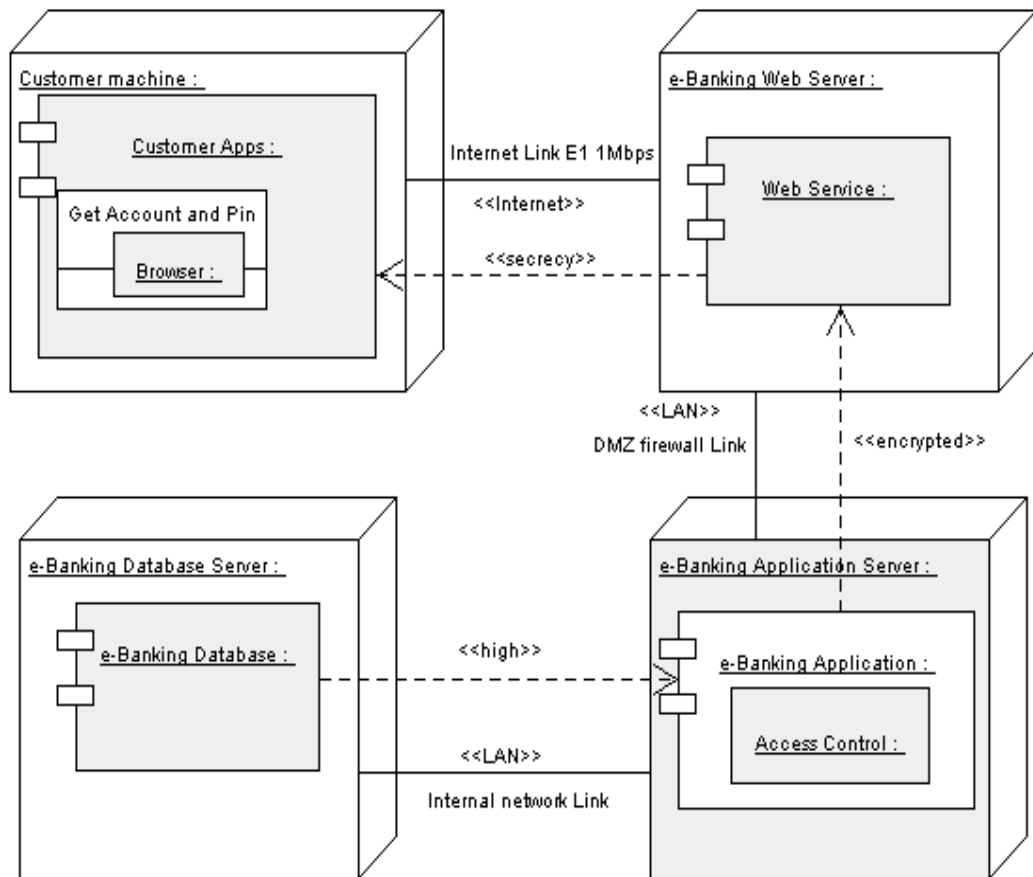 Customer machine :
Customer Apps :
Get Account and Pin
Browser :
Internet Link E1 1Mbps
<<Internet>>
<<secrecy>>
e-Banking Web Server :
Web Service :
<<LAN>>
DMZ firewall Link
<<encrypted>>
e-Banking Database Server :
e-Banking Database :
<<high>>
<<LAN>>
Internal network Link
e-Banking Application Server :
e-Banking Application :
Access Control :